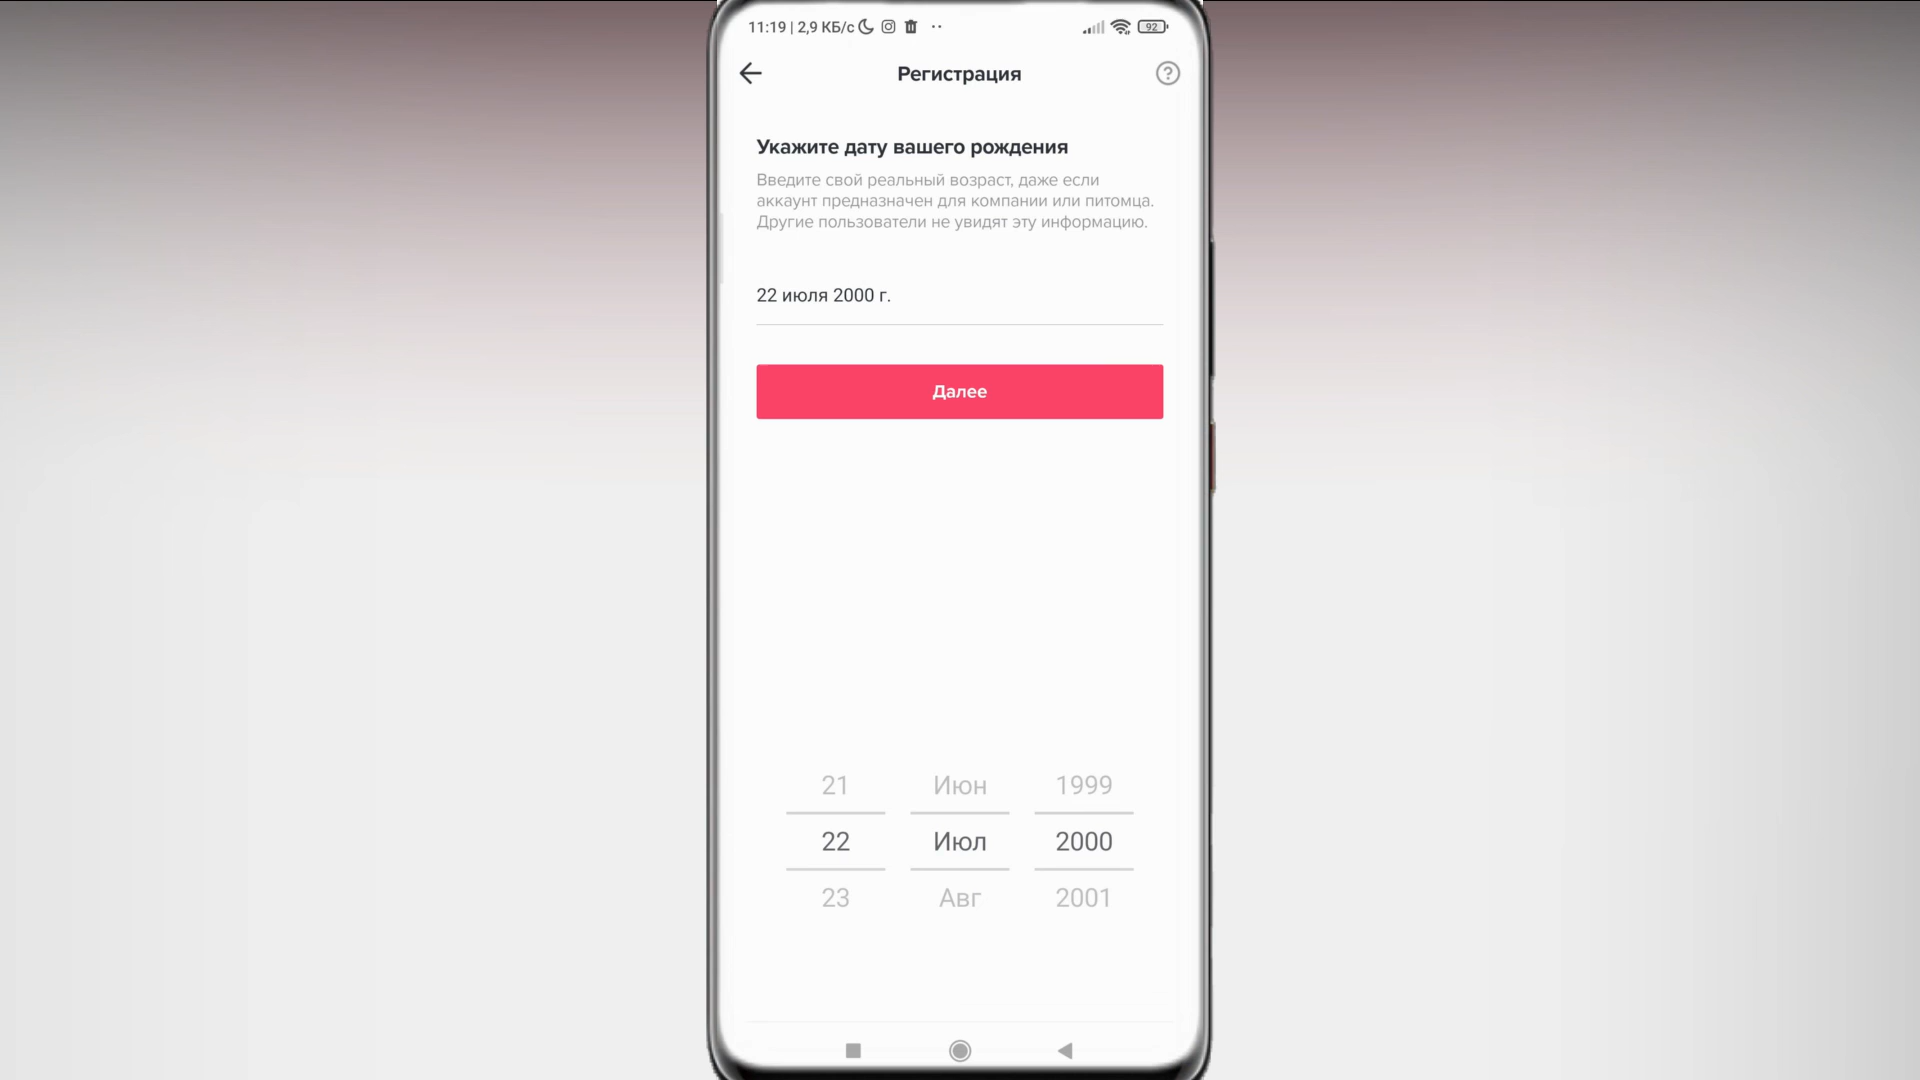 11:19 | 2,9 КБ/с
92
Регистрация
?
Укажите дату вашего рождения
Введите свой реальный возраст, даже если
аккаунт предназначен для компании или питомца.
Другие пользователи не увидят эту информацию.
22 июля 2000 г.
Далее
21 Июн 1999
22 Июл 2000
23 Авг 2001